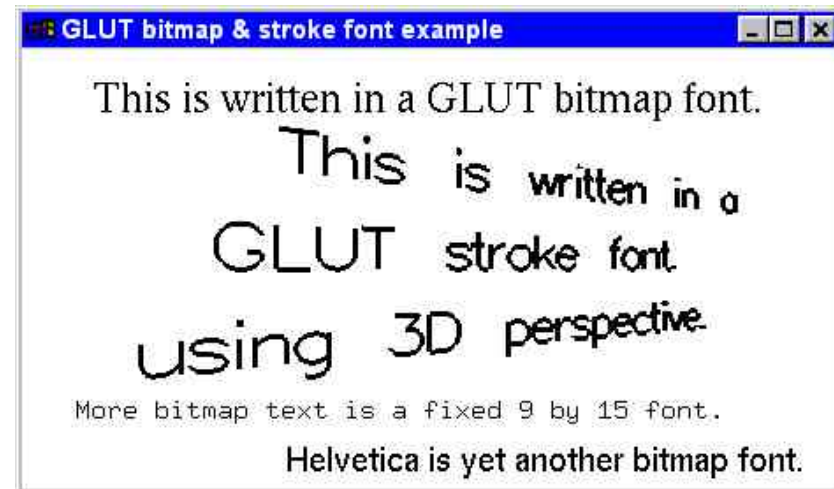 GLUT bitmap & stroke font example
This is written in a GLUT bitmap font.
This is written in a
GLUT stroke font.
using 3D perspective.
More bitmap text is a fixed 9 by 15 font.
Helvetica is yet another bitmap font.